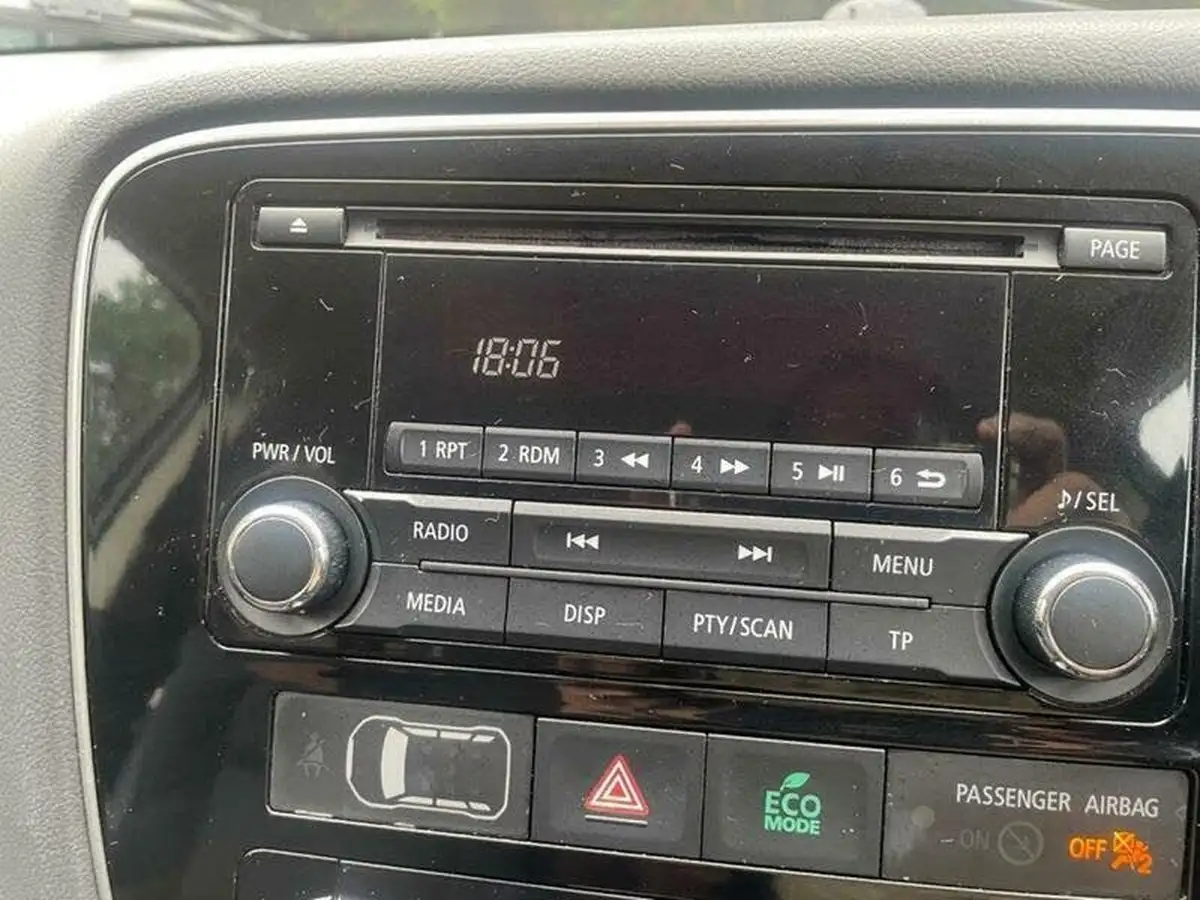 PAGE
18:06
PWR / VOL
1 RPT 2 RDM 3 4 5 6
♪/ SEL
RADIO MENU
MEDIA DISP PTY/SCAN TP
ECO
MODE
PASSENGER AIRBAG
ON OFF 2